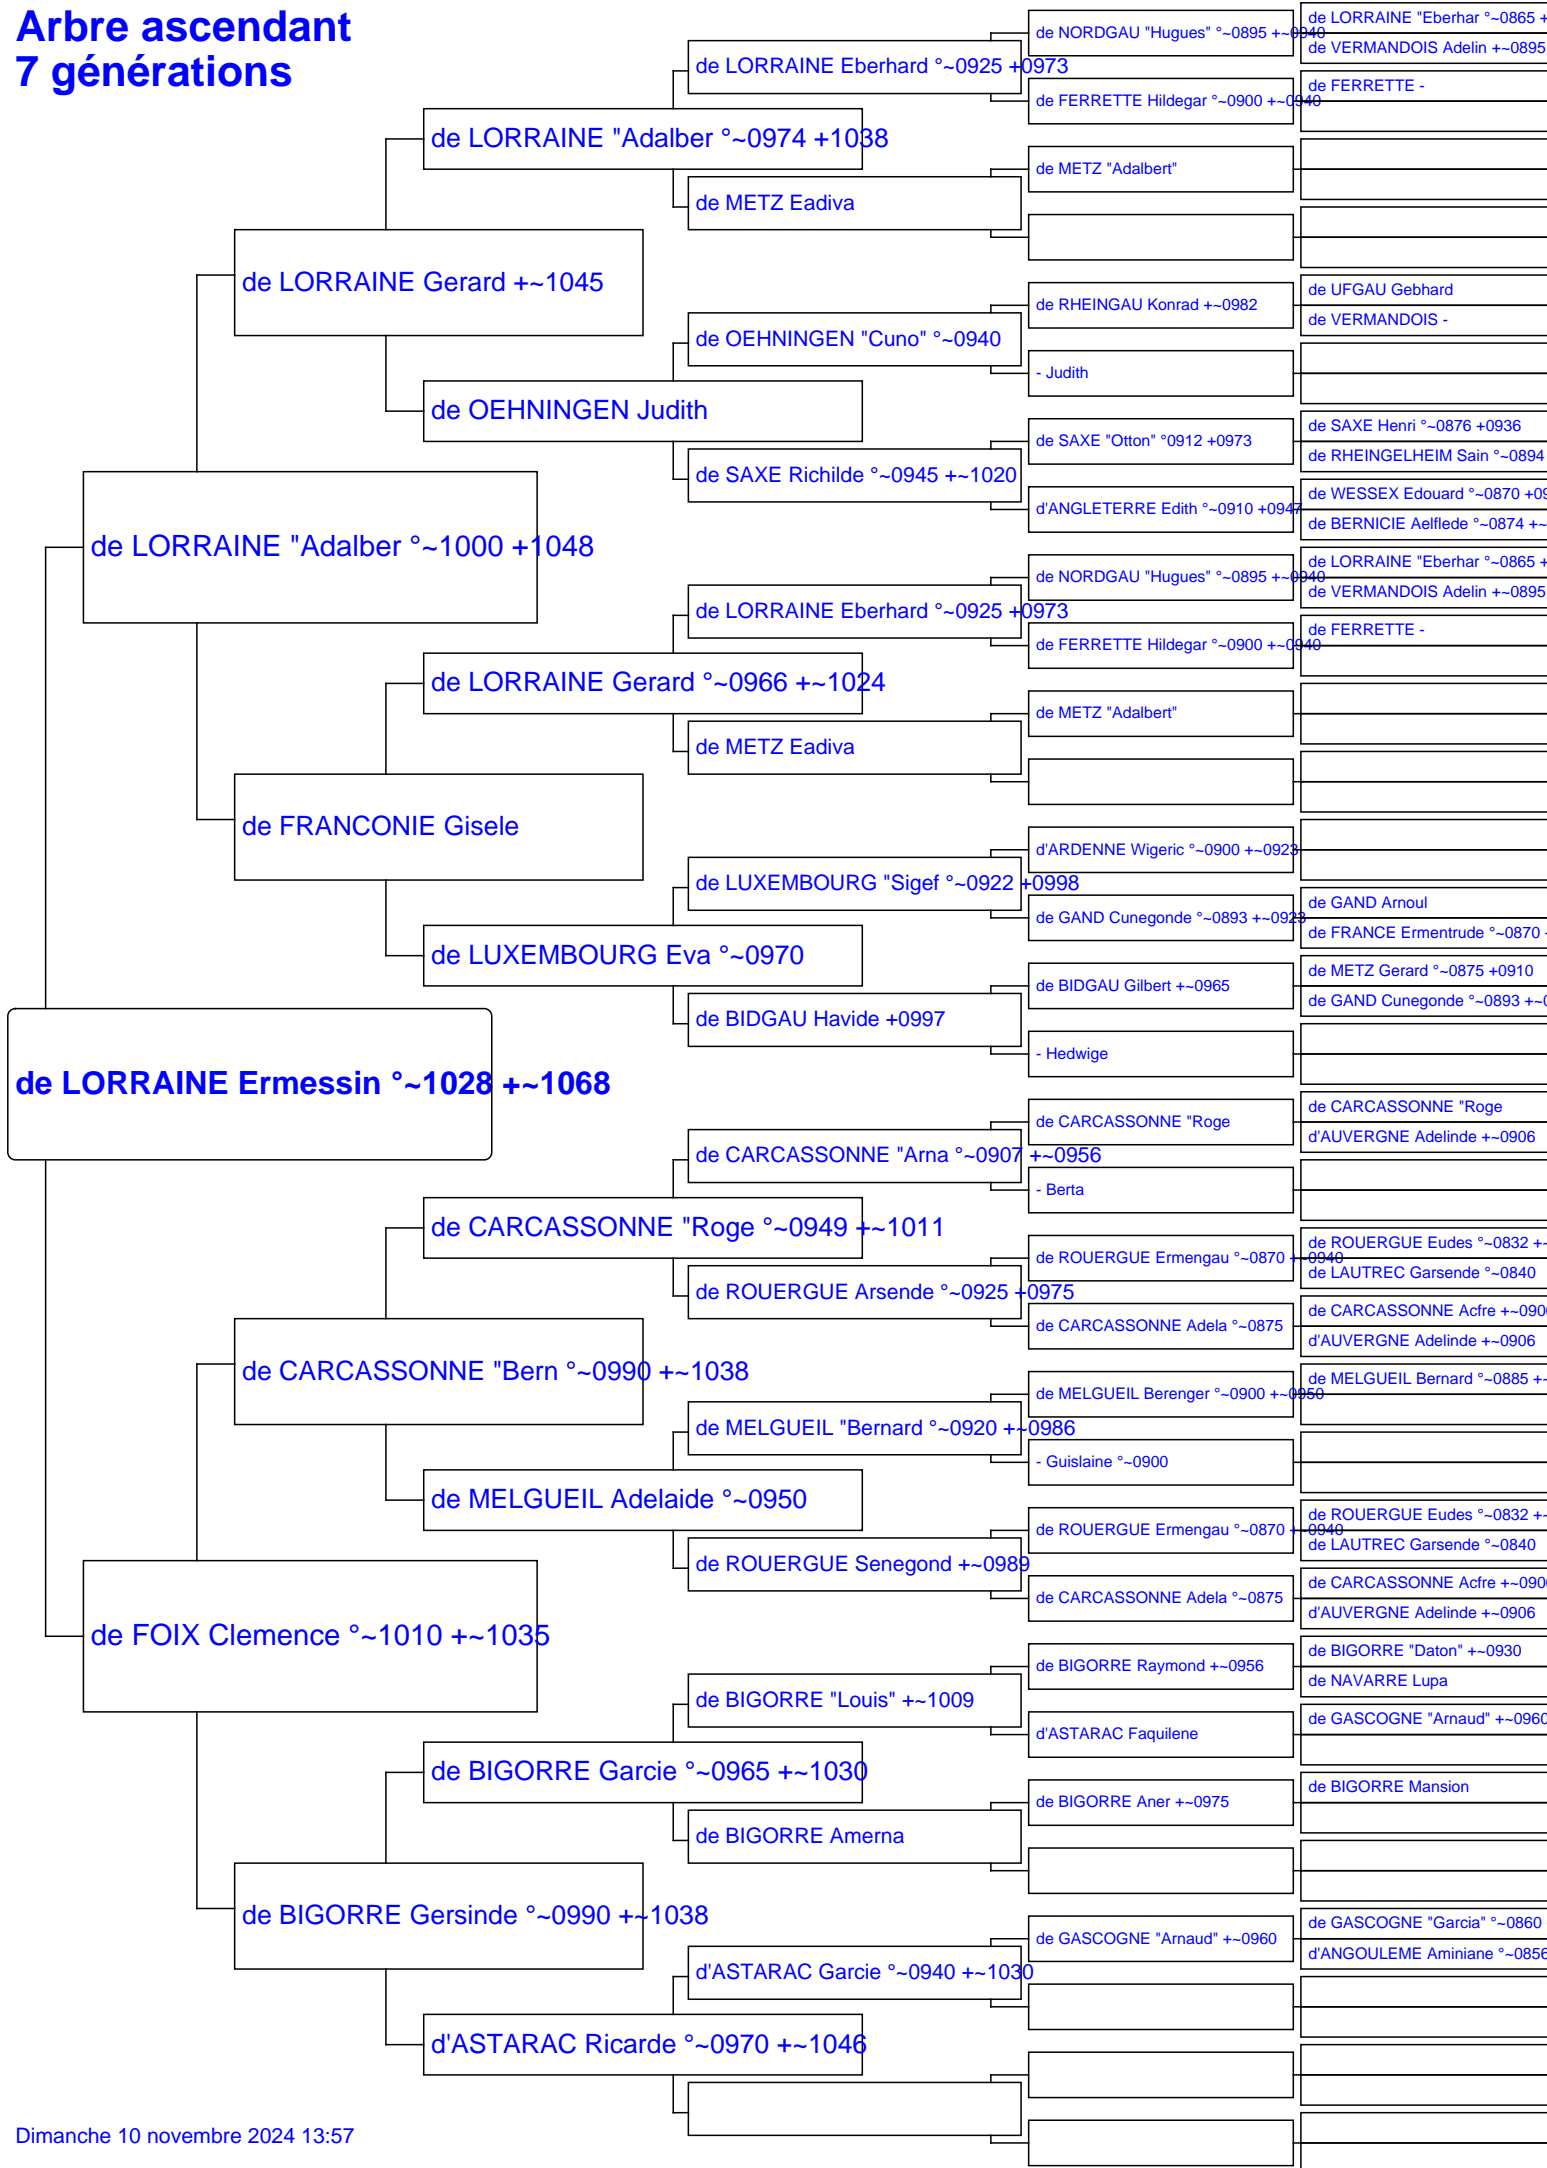 Arbre ascendant
7 générations
de LORRAINE Ermessin °~1028 +~1068
de LORRAINE "Adalber °~1000 +1048
de FOIX Clemence °~1010 +~1035
de LORRAINE Gerard +~1045
de FRANCONIE Gisele
de CARCASSONNE "Bern °~0990 +~1038
de BIGORRE Gersinde °~0990 +~1038
de LORRAINE "Adalber °~0974 +1038
de OEHNINGEN Judith
de LORRAINE Gerard °~0966 +~1024
de LUXEMBOURG Eva °~0970
de CARCASSONNE "Roge °~0949 +~1011
de MELGUEIL Adelaide °~0950
de BIGORRE Garcie °~0965 +~1030
d'ASTARAC Ricarde °~0970 +~1046
de LORRAINE Eberhard °~0925 +0973
de METZ Eadiva
de OEHNINGEN "Cuno" °~0940
de SAXE Richilde °~0945 +~1020
de LORRAINE Eberhard °~0925 +0973
de METZ Eadiva
de LUXEMBOURG "Sigef °~0922 +0998
de BIDGAU Havide +0997
de CARCASSONNE "Arna °~0907 +~0956
de ROUERGUE Arsende °~0925 +0975
de MELGUEIL "Bernard °~0920 +~0986
de ROUERGUE Senegond +~0989
de BIGORRE "Louis" +~1009
de BIGORRE Amerna
d'ASTARAC Garcie °~0940 +~1030
de NORDGAU "Hugues" °~0895 +~0940
de FERRETTE Hildegar °~0900 +~0940
de METZ "Adalbert"
de RHEINGAU Konrad +~0982
- Judith
de SAXE "Otton" °0912 +0973
d'ANGLETERRE Edith °~0910 +0947
de NORDGAU "Hugues" °~0895 +~0940
de FERRETTE Hildegar °~0900 +~0940
de METZ "Adalbert"
d'ARDENNE Wigeric °~0900 +~0923
de GAND Cunegonde °~0893 +~0923
de BIDGAU Gilbert +~0965
- Hedwige
de CARCASSONNE "Roge
- Berta
de ROUERGUE Ermengau °~0870 +~0940
de CARCASSONNE Adela °~0875
de MELGUEIL Berenger °~0900 +~0950
- Guislaine °~0900
de ROUERGUE Ermengau °~0870 +~0940
de CARCASSONNE Adela °~0875
de BIGORRE Raymond +~0956
d'ASTARAC Faquilene
de BIGORRE Aner +~0975
de GASCOGNE "Arnaud" +~0960
de LORRAINE "Eberhar °~0865 +
de VERMANDOIS Adelin +~0895
de FERRETTE -
de UFGAU Gebhard
de VERMANDOIS -
de SAXE Henri °~0876 +0936
de RHEINGELHEIM Sain °~0894
de WESSEX Edouard °~0870 +09
de BERNICIE Aelflede °~0874 +~
de LORRAINE "Eberhar °~0865 +
de VERMANDOIS Adelin +~0895
de FERRETTE -
de GAND Arnoul
de FRANCE Ermentrude °~0870
de METZ Gerard °~0875 +0910
de GAND Cunegonde °~0893 +~0
de CARCASSONNE "Roge
d'AUVERGNE Adelinde +~0906
de ROUERGUE Eudes °~0832 +~
de LAUTREC Garsende °~0840
de CARCASSONNE Acfre +~0906
d'AUVERGNE Adelinde +~0906
de MELGUEIL Bernard °~0885 +~
de ROUERGUE Eudes °~0832 +~
de LAUTREC Garsende °~0840
de CARCASSONNE Acfre +~0906
d'AUVERGNE Adelinde +~0906
de BIGORRE "Daton" +~0930
de NAVARRE Lupa
de GASCOGNE "Arnaud" +~0960
de BIGORRE Mansion
de GASCOGNE "Garcia" °~0860
d'ANGOULEME Aminiane °~0856
Dimanche 10 novembre 2024 13:57